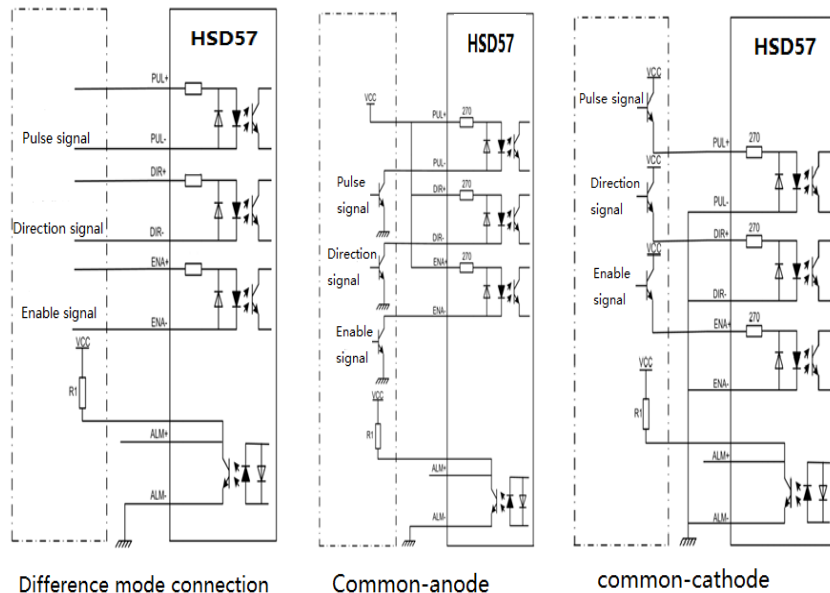 HSD57
PUL+
Pulse signal
PUL-
DIR+
Direction signal
DIR-
ENA+
Enable signal
ENA-
VCC
R1
ALM+
ALM-
Difference mode connection
HSD57
VCC
PUL+
270
PUL-
Pulse
signal
DIR+
270
DIR-
Direction
signal
ENA+
270
ENA-
Enable
signal
VCC
R1
ALM+
ALM-
Common-anode
HSD57
VCC
Pulse signal
270
PUL+
VCC
Direction
signal
PUL-
270
DIR+
VCC
Enable
signal
DIR-
270
ENA+
VCC
ENA-
R1
ALM+
ALM-
common-cathode